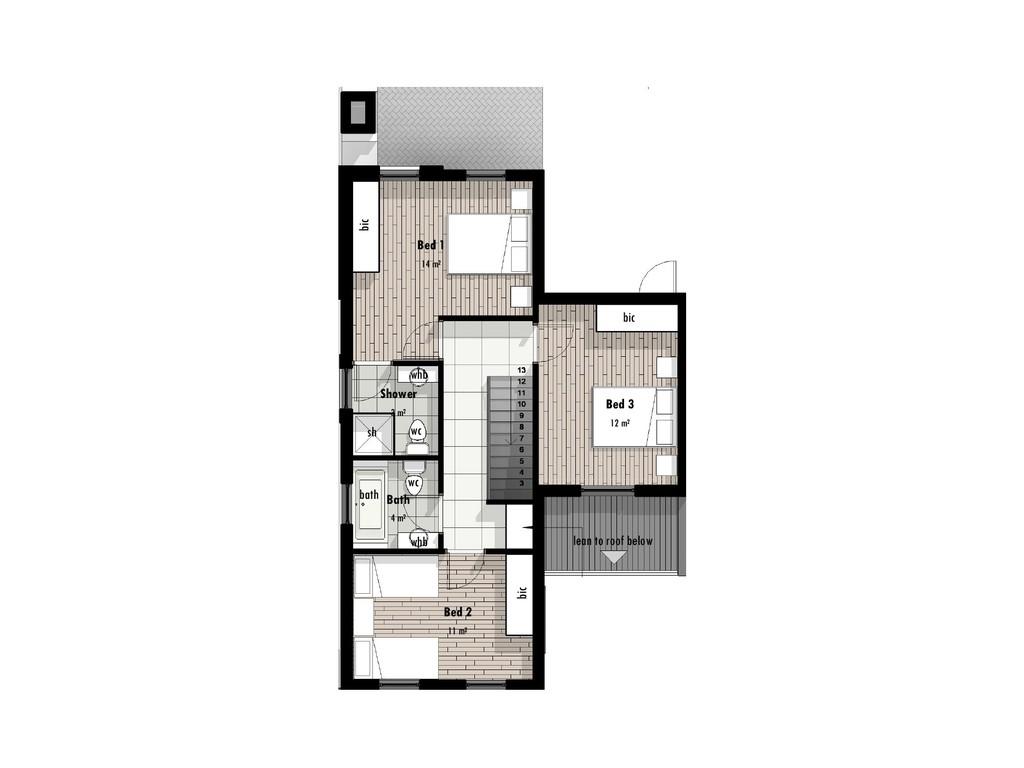 bic
Bed 1
14 m²
bic
whb
Shower
m²
sh
wc
13
12
11
10
9
8
7
6
5
4
3
Bed 3
12 m²
wc
bath
Bath
4 m²
whb
lean to roof below
bic
Bed 2
11 m²